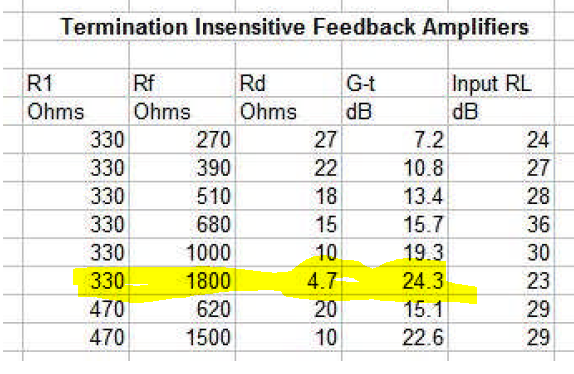 Termination Insensitive Feedback Amplifiers
R1 Rf Rd G-t Input RL
Ohms Ohms Ohms dB dB
330 270 27 7.2 24
330 390 22 10.8 27
330 510 18 13.4 28
330 680 15 15.7 36
330 1000 10 19.3 30
330 1800 4.7 24.3 23
470 620 20 15.1 29
470 1500 10 22.6 29